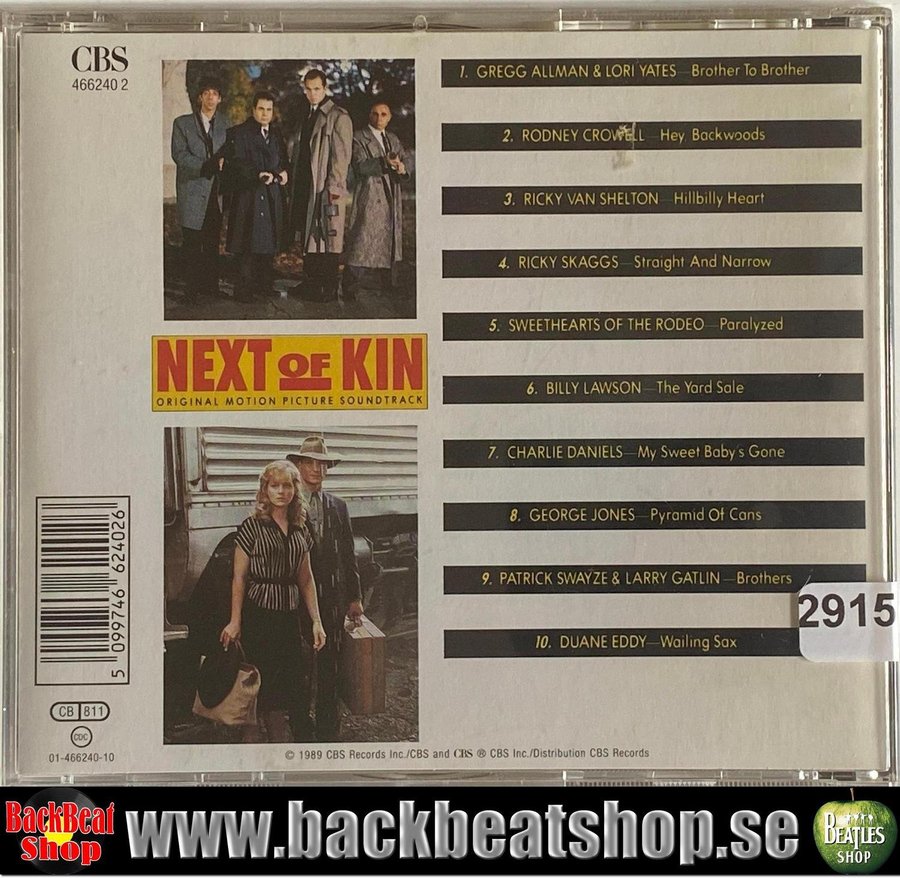 CBS
466240 2
1. GREGG ALLMAN & LORI YATES—Brother To Brother
2. RODNEY CROWELL—Hey, Backwoods
3. RICKY VAN SHELTON—Hillbilly Heart
4. RICKY SKAGGS—Straight And Narrow
5. SWEETHEARTS OF THE RODEO—Paralyzed
6. BILLY LAWSON—The Yard Sale
7. CHARLIE DANIELS—My Sweet Baby's Gone
8. GEORGE JONES—Pyramid Of Cans
9. PATRICK SWAYZE & LARRY GATLIN—Brothers
10. DUANE EDDY—Wailing Sax
2915
NEXT OF KIN
ORIGINAL MOTION PICTURE SOUNDTRACK
5 099746 624026
CB 811
CDC
01-466240-10
© 1989 CBS Records Inc./CBS and CBS ® CBS Inc./Distribution CBS Records
BackBeat
Shop
www.backbeatshop.se
BEATLES
SHOP